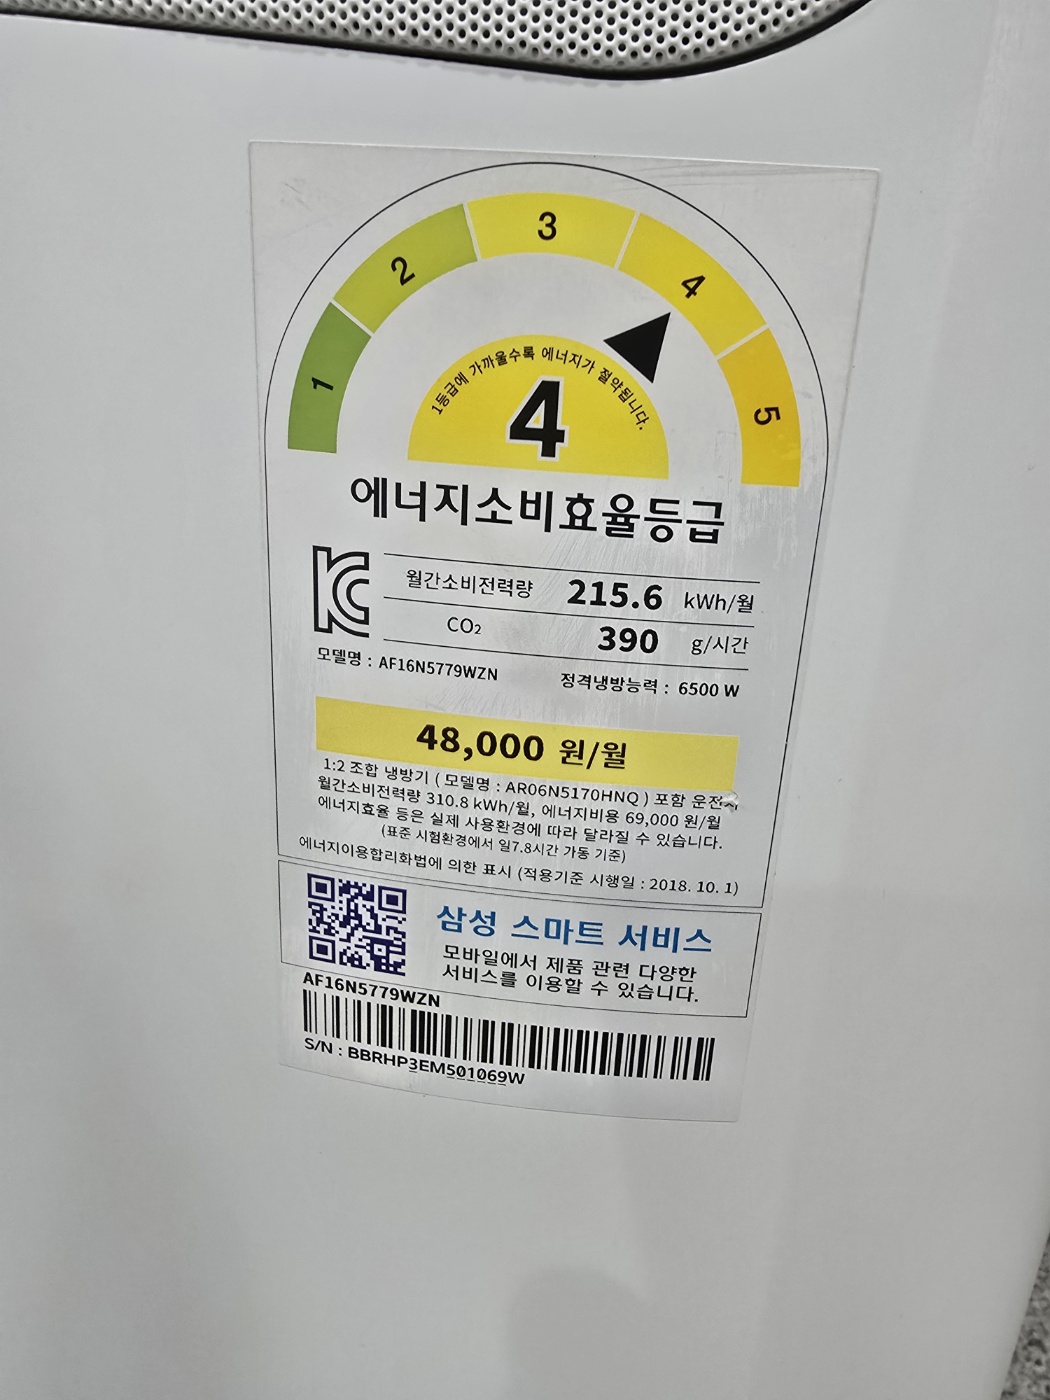 1
2
3
4
5
1등급에 가까울수록 에너지가 절약됩니다.
4
에너지소비효율등급
월간소비전력량 215.6 kWh/월
CO₂ 390 g/시간
모델명 : AF16N5779WZN 정격냉방능력 : 6500 W
48,000 원/월
1:2 조합 냉방기 ( 모델명 : AR06N5170HNQ ) 포함 운전시
월간소비전력량 310.8 kWh/월, 에너지비용 69,000 원/월
에너지효율 등은 실제 사용환경에 따라 달라질 수 있습니다.
(표준 시험환경에서 일7.8시간 가동 기준)
에너지이용합리화법에 의한 표시 (적용기준 시행일 : 2018. 10. 1)
삼성 스마트 서비스
모바일에서 제품 관련 다양한
서비스를 이용할 수 있습니다.
AF16N5779WZN
S/N : BBRHP3EM501069W